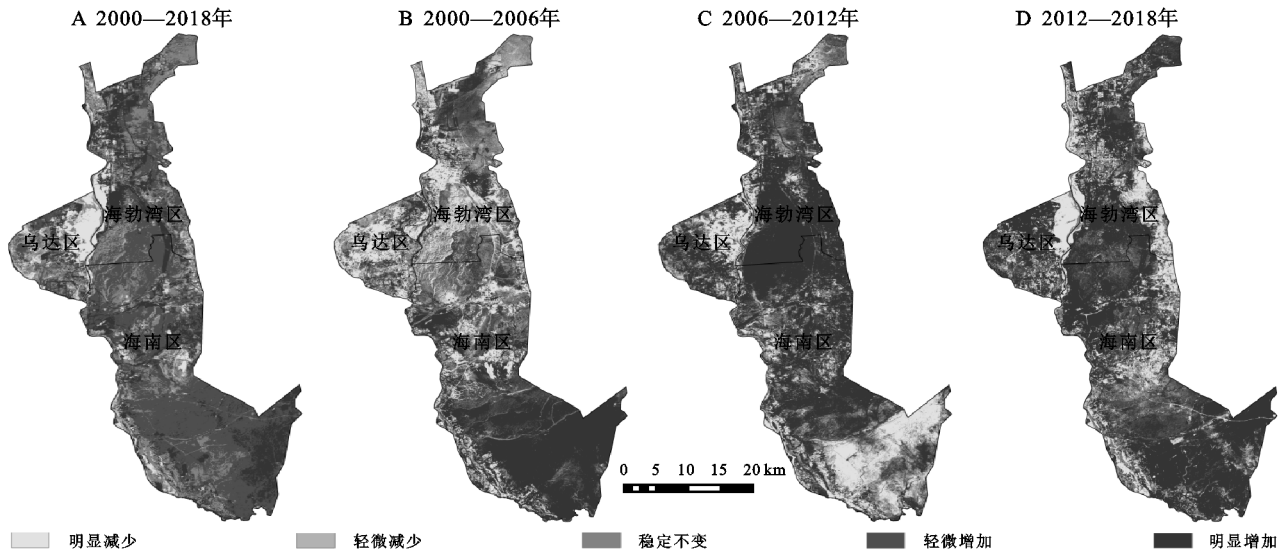 A 2000—2018年
B 2000—2006年
C 2006—2012年
D 2012—2018年
海勃湾区
乌达区
海南区
海勃湾区
乌达区
海南区
海勃湾区
乌达区
海南区
海勃湾区
乌达区
海南区
0 5 10 15 20 km
明显减少
轻微减少
稳定不变
轻微增加
明显增加